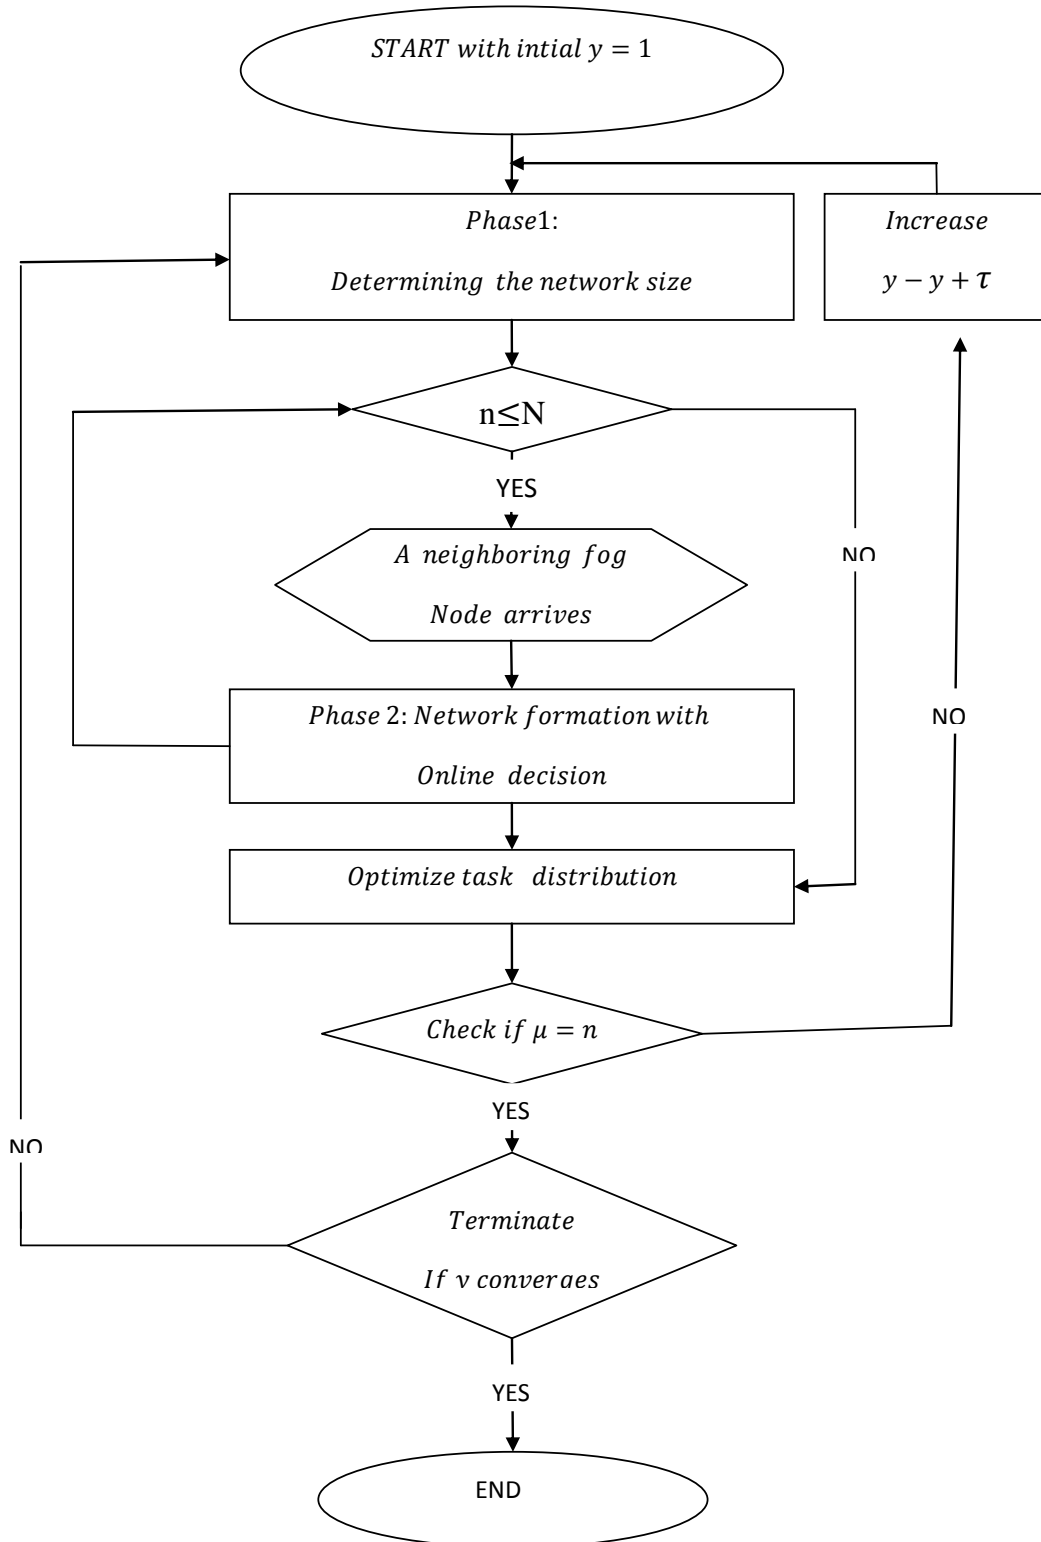 START with intial y = 1
Phase1:
Determining the network size
Increase
y − y + τ
n≤N
YES
A neighboring fog
Node arrives
NO
Phase 2: Network formation with
Online decision
NO
Optimize task distribution
Check if μ = n
YES
NO
Terminate
If y converges
YES
END